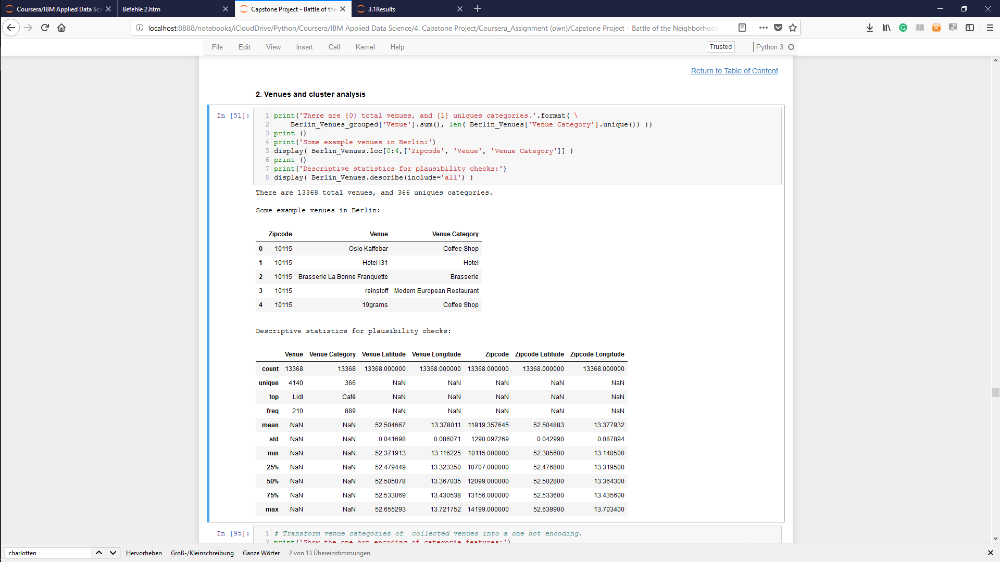 Coursera/IBM Applied Data Sci
Befehle 2.htm
Capstone Project - Battle of the
3.1Results
localhost:8888/notebooks/iCloudDrive/Python/Coursera/IBM Applied Data Science/4. Capstone Project/Coursera_Assignment (own)/Capstone Project - Battle of the Neighborhood
File Edit View Insert Cell Kernel Help Trusted Python 3
Return to Table of Content
2. Venues and cluster analysis
In [51]:
1 print('There are {0} total venues, and {1} uniques categories.'.format( \
2 Berlin_Venues_grouped['Venue'].sum(), len( Berlin_Venues['Venue Category'].unique()) ))
3 print ()
4 print('Some example venues in Berlin:')
5 display( Berlin_Venues.loc[0:4,['Zipcode', 'Venue', 'Venue Category']] )
6 print ()
7 print('Descriptive statistics for plausibility checks:')
8 display( Berlin_Venues.describe(include='all') )
There are 13368 total venues, and 366 uniques categories.
Some example venues in Berlin:
Zipcode Venue Venue Category
0 10115 Oslo Kaffebar Coffee Shop
1 10115 Hotel i31 Hotel
2 10115 Brasserie La Bonne Franquette Brasserie
3 10115 reinstoff Modern European Restaurant
4 10115 19grams Coffee Shop
Descriptive statistics for plausibility checks:
Venue Venue Category Venue Latitude Venue Longitude Zipcode Zipcode Latitude Zipcode Longitude
count 13368 13368 13368.000000 13368.000000 13368.000000 13368.000000 13368.000000
unique 4140 366 NaN NaN NaN NaN NaN
top Lidl Café NaN NaN NaN NaN NaN
freq 210 889 NaN NaN NaN NaN NaN
mean NaN NaN 52.504667 13.378011 11919.357645 52.504883 13.377932
std NaN NaN 0.041698 0.086071 1290.097269 0.042990 0.087894
min NaN NaN 52.371913 13.116225 10115.000000 52.385600 13.140500
25% NaN NaN 52.479449 13.323350 10707.000000 52.476800 13.319500
50% NaN NaN 52.505078 13.367035 12099.000000 52.502800 13.364300
75% NaN NaN 52.533069 13.430538 13156.000000 52.533600 13.435600
max NaN NaN 52.655293 13.721752 14199.000000 52.639900 13.703400
In [95]:
1 # Transform venue categories of  collected venues into a one hot encoding.
2 print('Show the one hot encoding of categorie features:')
charlotten Hervorheben Groß-/Kleinschreibung Ganze Wörter 2 von 13 Übereinstimmungen